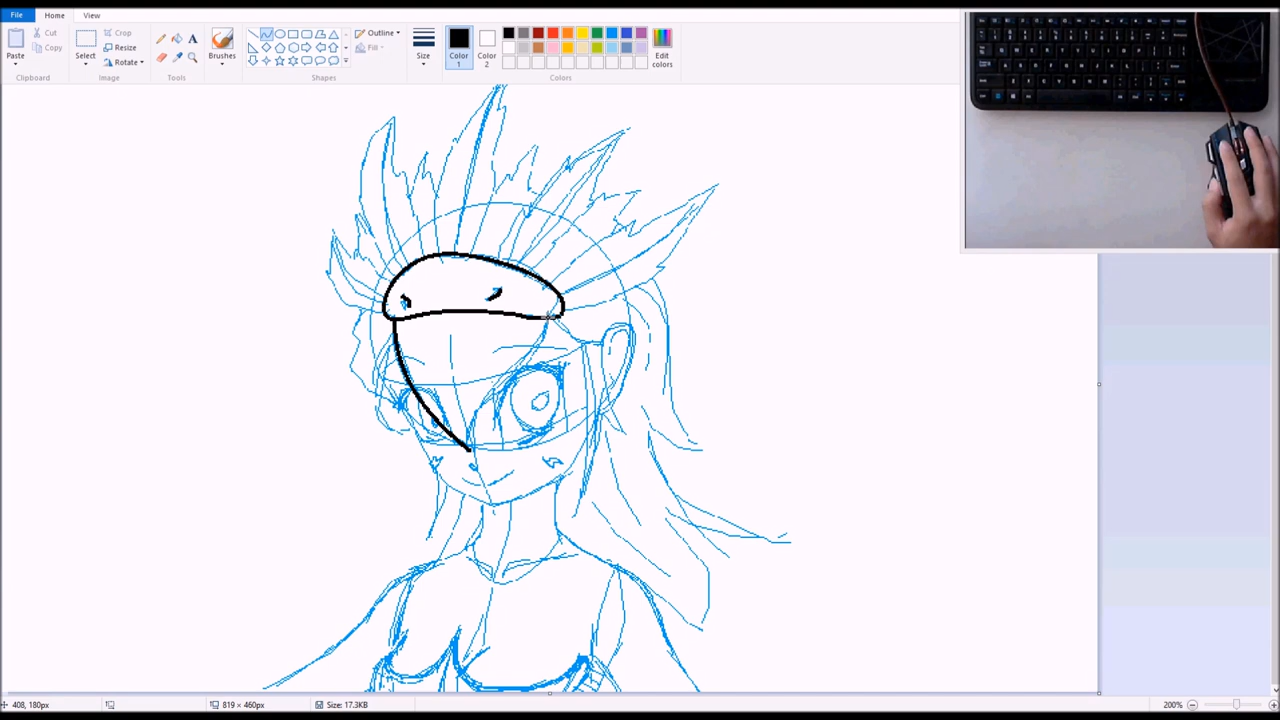 File Home View
Paste
Cut
Copy
Clipboard
Select
Crop
Resize
Rotate
Image
A
Tools
Brushes
Outline
Fill
Shapes
Size
Color 1
Color 2
Edit colors
Colors
408, 180px
819 × 460px
Size: 17.3KB
200%